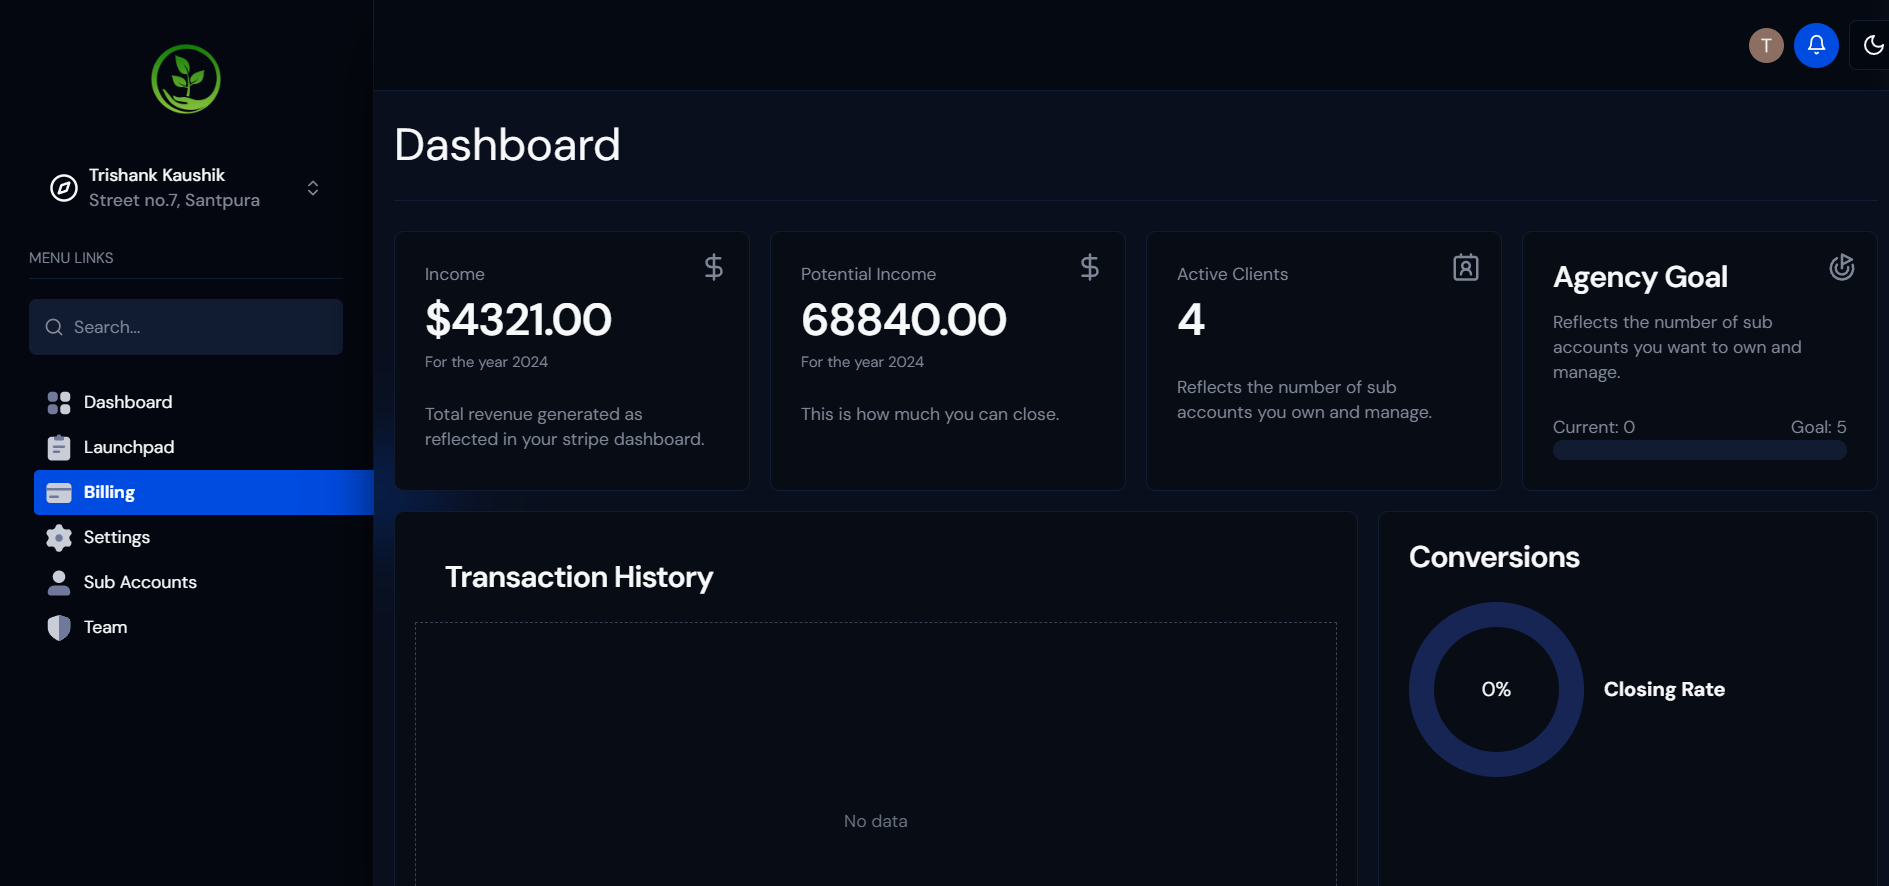 Trishank Kaushik
Street no.7, Santpura
MENU LINKS
Search...
Dashboard
Launchpad
Billing
Settings
Sub Accounts
Team
T
Dashboard
Income
$4321.00
For the year 2024
Total revenue generated as
reflected in your stripe dashboard.
Potential Income
68840.00
For the year 2024
This is how much you can close.
Active Clients
4
Reflects the number of sub
accounts you own and manage.
Agency Goal
Reflects the number of sub
accounts you want to own and
manage.
Current: 0
Goal: 5
Transaction History
No data
Conversions
0%
Closing Rate